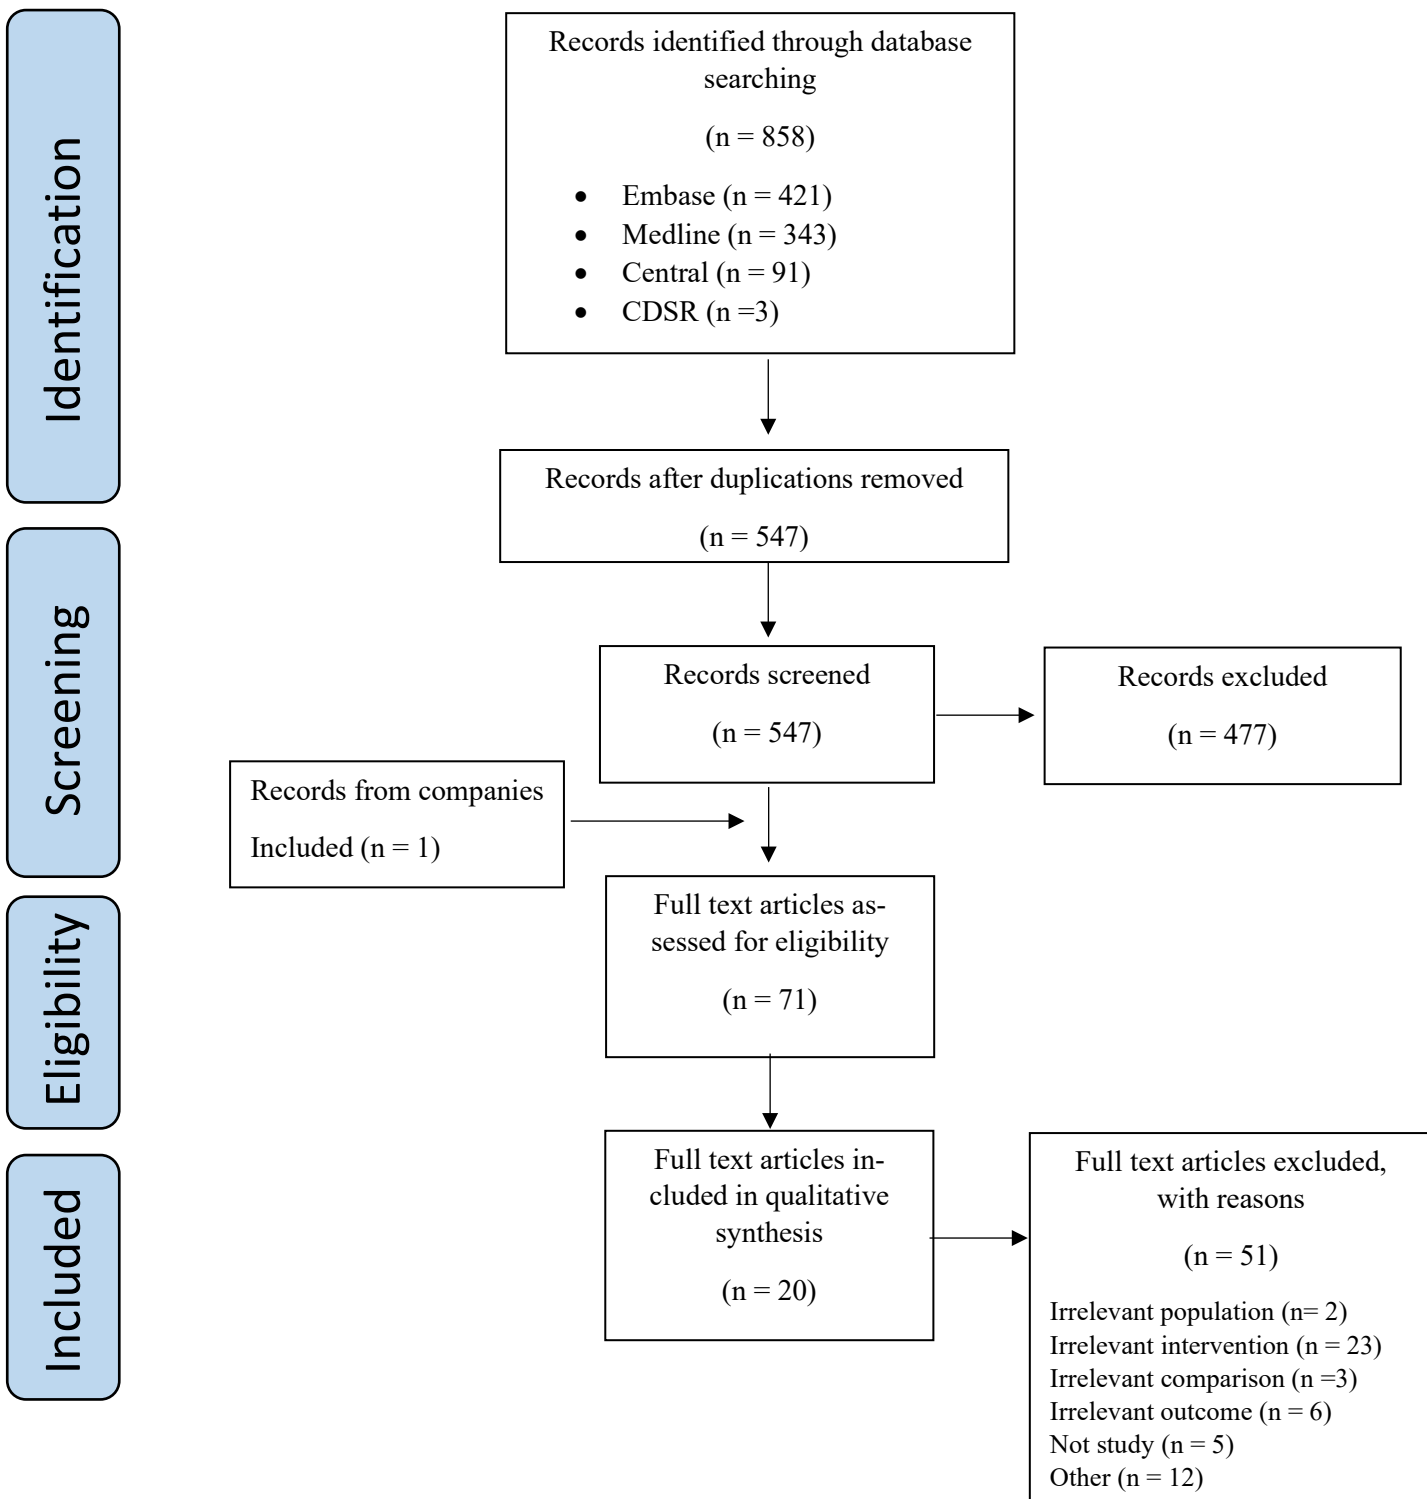 Identification
Records identified through database
searching
(n = 858)
• Embase (n = 421)
• Medline (n = 343)
• Central (n = 91)
• CDSR (n =3)
Records after duplications removed
(n = 547)
Screening
Records screened
(n = 547)
Records excluded
(n = 477)
Records from companies
Included (n = 1)
Eligibility
Full text articles as-
sessed for eligibility
(n = 71)
Included
Full text articles in-
cluded in qualitative
synthesis
(n = 20)
Full text articles excluded,
with reasons
(n = 51)
Irrelevant population (n= 2)
Irrelevant intervention (n = 23)
Irrelevant comparison (n =3)
Irrelevant outcome (n = 6)
Not study (n = 5)
Other (n = 12)